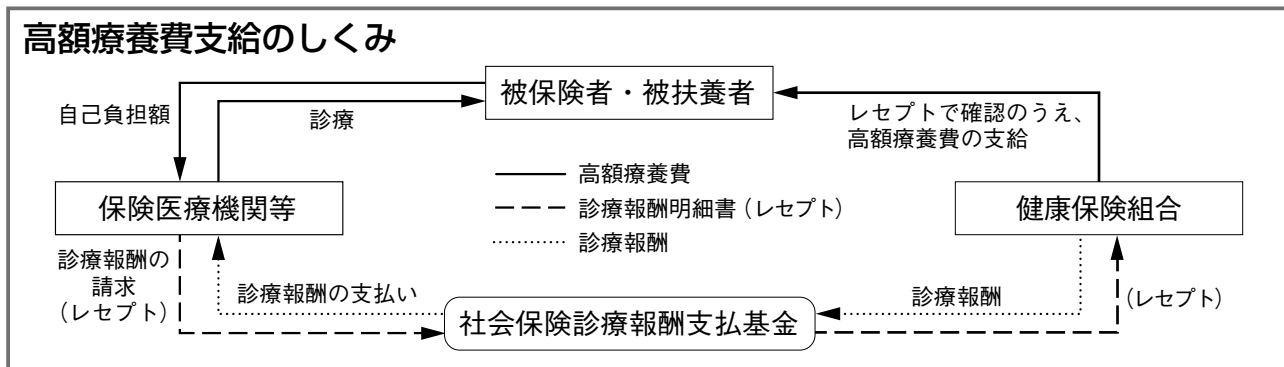 高額療養費支給のしくみ
被保険者・被扶養者
自己負担額
診療
レセプトで確認のうえ、
高額療養費の支給
高額療養費
診療報酬明細書（レセプト）
診療報酬
保険医療機関等
健康保険組合
診療報酬の
請求
（レセプト）
診療報酬の支払い
社会保険診療報酬支払基金
診療報酬
（レセプト）